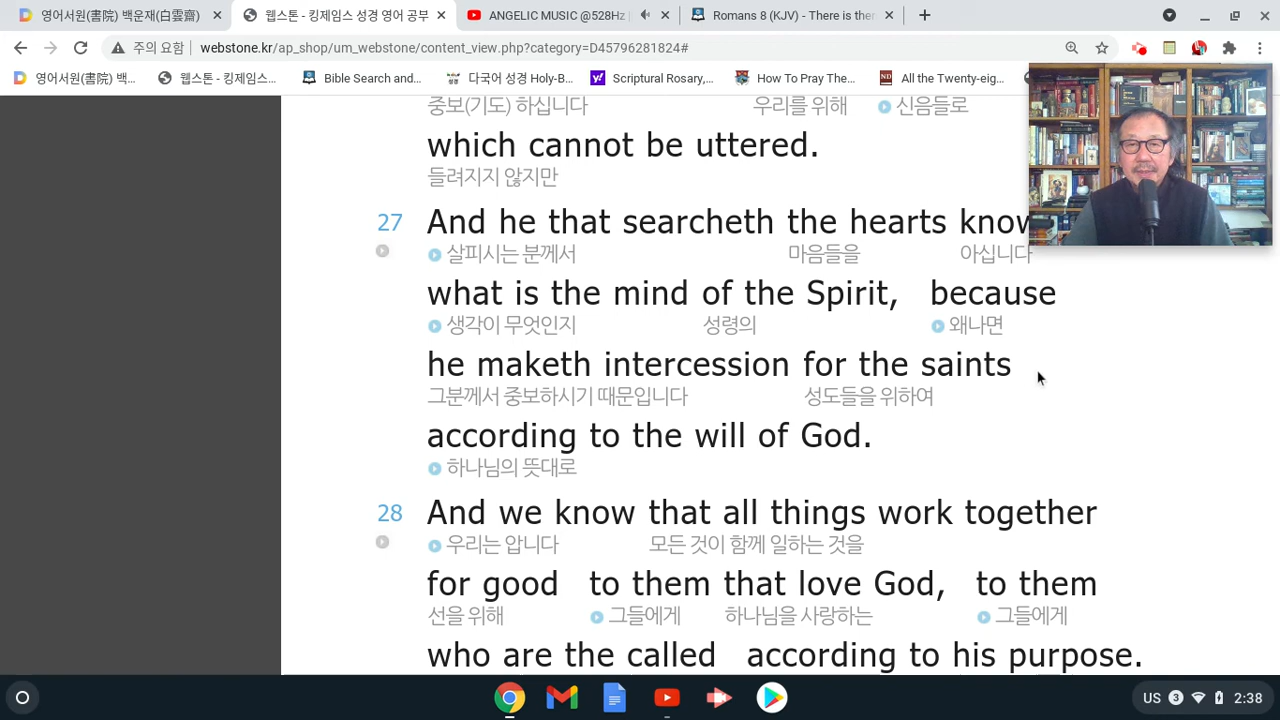 영어서원(書院) 백운재(白雲齋)
웹스톤 - 킹제임스 성경 영어 공부
ANGELIC MUSIC @528Hz |
Romans 8 (KJV) - There is ther
주의 요함
webstone.kr/ap_shop/um_webstone/content_view.php?category=D45796281824#
영어서원(書院) 백...
웹스톤 - 킹제임스...
Bible Search and...
다국어 성경 Holy-B...
Scriptural Rosary,...
How To Pray The...
All the Twenty-eig...
중보(기도) 하십니다 우리를 위해 신음들로
which cannot be uttered.
들려지지 않지만
27 And he that searcheth the hearts know
살피시는 분께서 마음들을 아십니다
what is the mind of the Spirit, because
생각이 무엇인지 성령의 왜냐면
he maketh intercession for the saints
그분께서 중보하시기 때문입니다 성도들을 위하여
according to the will of God.
하나님의 뜻대로
28 And we know that all things work together
우리는 압니다 모든 것이 함께 일하는 것을
for good to them that love God, to them
선을 위해 그들에게 하나님을 사랑하는 그들에게
who are the called according to his purpose.
US 3 2:38